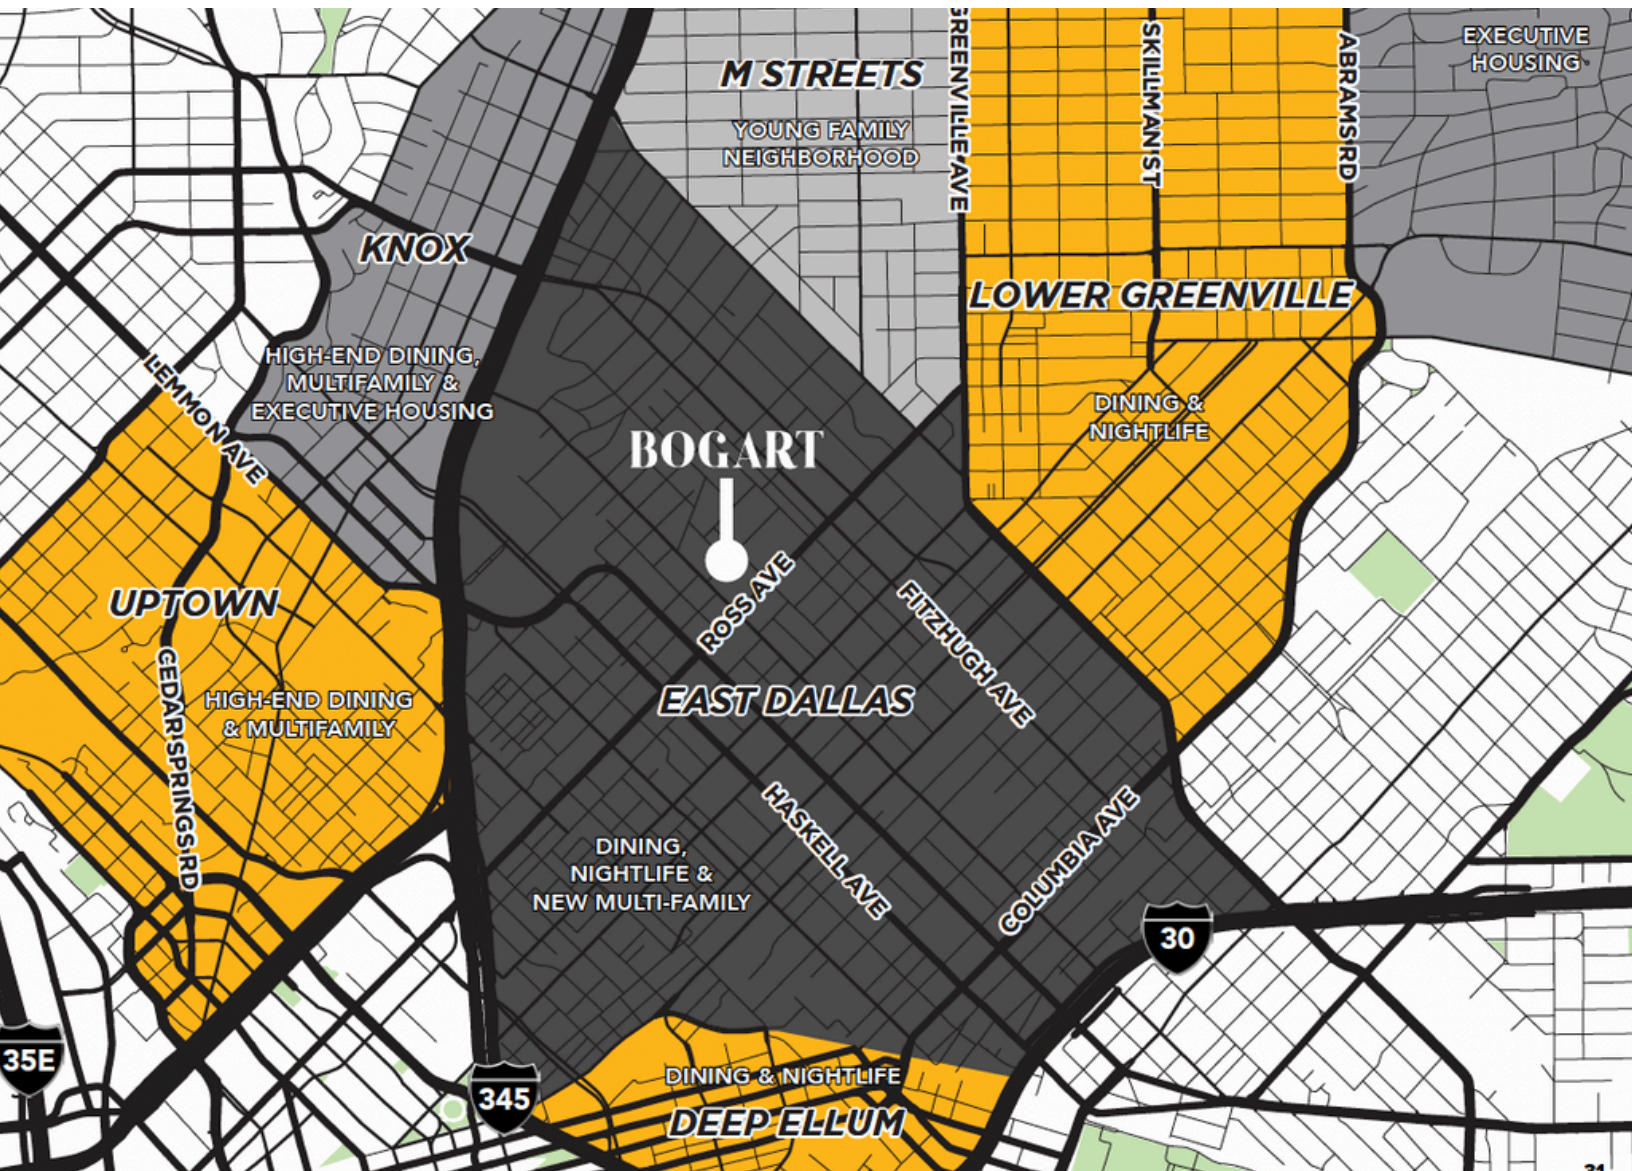 EXECUTIVE
HOUSING
M STREETS
YOUNG FAMILY
NEIGHBORHOOD
GREENVILLE AVE
SKILLMAN ST
ABRAMS RD
KNOX
LOWER GREENVILLE
HIGH-END DINING,
MULTIFAMILY &
EXECUTIVE HOUSING
LEMMON AVE
DINING &
NIGHTLIFE
BOGART
ROSS AVE
FITZHUGH AVE
UPTOWN
CEDAR SPRINGS RD
HIGH-END DINING
& MULTIFAMILY
EAST DALLAS
HASKELL AVE
COLUMBIA AVE
DINING,
NIGHTLIFE &
NEW MULTI-FAMILY
30
35E
345
DINING & NIGHTLIFE
DEEP ELLUM